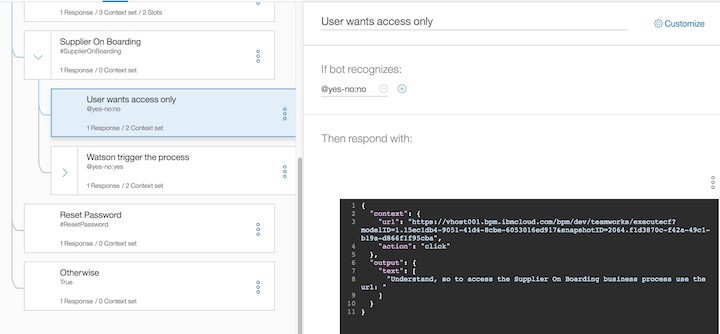 1 Response / 3 Context set / 2 Slots
Supplier On Boarding
#SupplierOnBoarding
1 Response / 0 Context set
User wants access only
@yes-no:no
1 Response / 2 Context set
Watson trigger the process
@yes-no:yes
1 Response / 2 Context set
Reset Password
#ResetPassword
1 Response / 0 Context set
Otherwise
True
1 Response / 0 Context set
User wants access only
Customize
If bot recognizes:
@yes-no:no
Then respond with:
1 {
2 "context": {
3 "url": "https://vhost001.bpm.ibmcloud.com/bpm/dev/teamworks/executecf?
modelID=1.15ec1db4-9051-41d4-8cbe-6053016ed917&snapshotID=2064.f1d3870c-f42a-49c1-
b19a-d866f1f95cba",
4 "action": "click"
5 },
6 "output": {
7 "text": [
8 "Understand, so to access the Supplier On Boarding business process use the
url: "
9 ]
10 }
11 }